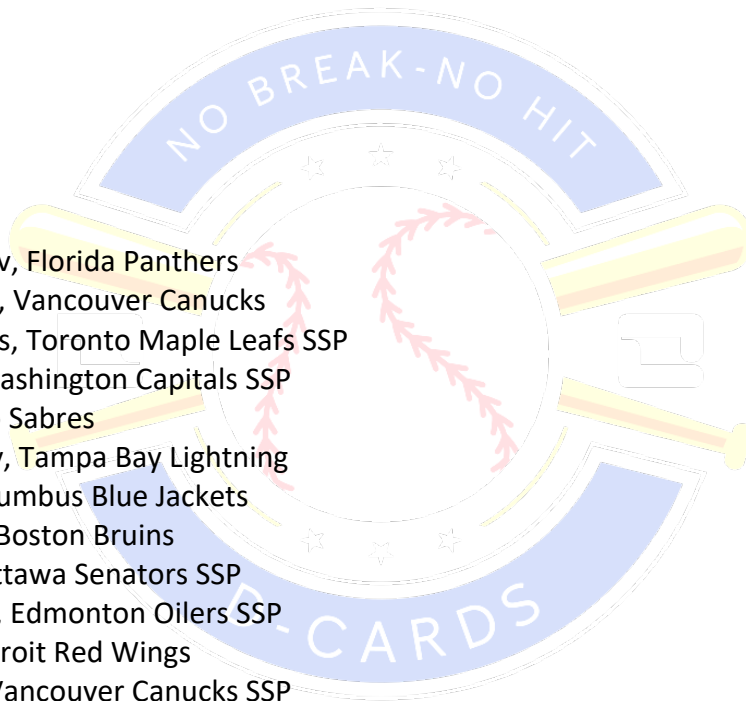 NO BREAK-NO HIT
v, Florida Panthers
, Vancouver Canucks
s, Toronto Maple Leafs SSP
ashington Capitals SSP
Sabres
y, Tampa Bay Lightning
umbus Blue Jackets
Boston Bruins
ttawa Senators SSP
, Edmonton Oilers SSP
D-CARDS
roit Red Wings
Vancouver Canucks SSP